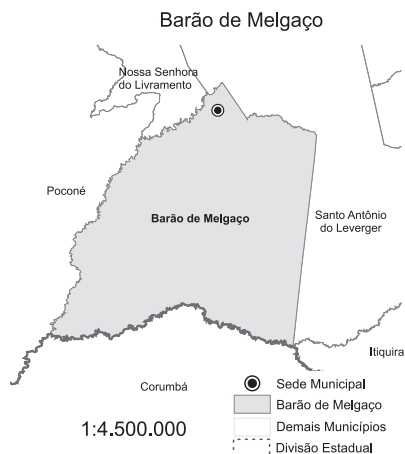 Barão de Melgaço
Nossa Senhora
do Livramento
Poconé
Barão de Melgaço
Santo Antônio
do Leverger
Itiquira
Corumbá
1:4.500.000
Sede Municipal
Barão de Melgaço
Demais Municípios
Divisão Estadual